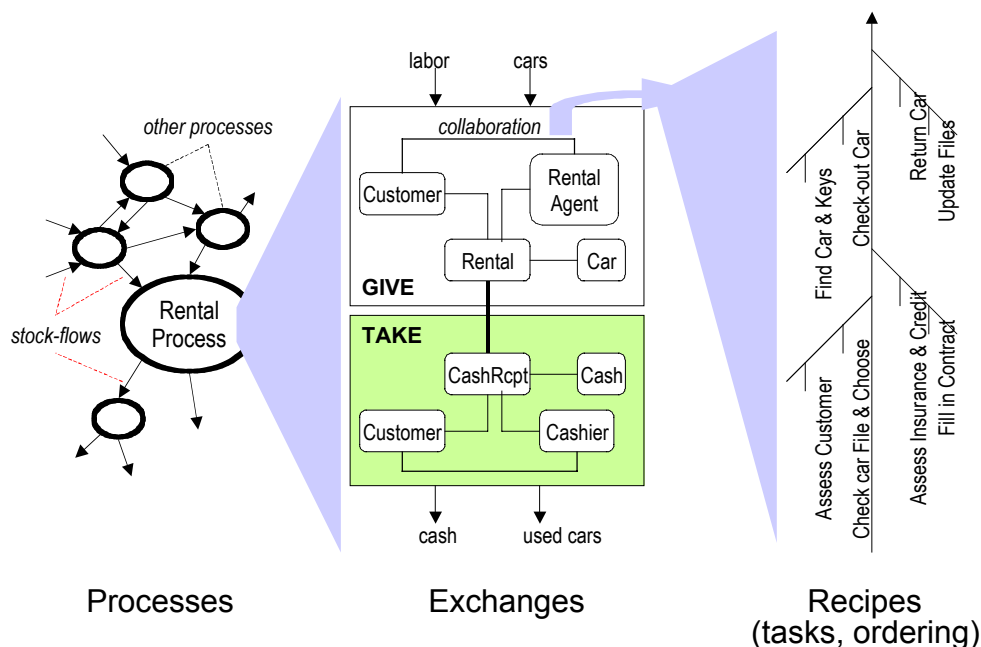 other processes
Rental
Process
stock-flows
Processes
labor
cars
collaboration
Customer
Rental
Agent
Rental
Car
GIVE
TAKE
CashRcpt
Cash
Customer
Cashier
cash
used cars
Exchanges
Find Car & Keys
Check-out Car
Return Car
Update Files
Assess Customer
Check car File & Choose
Assess Insurance & Credit
Fill in Contract
Recipes
(tasks, ordering)